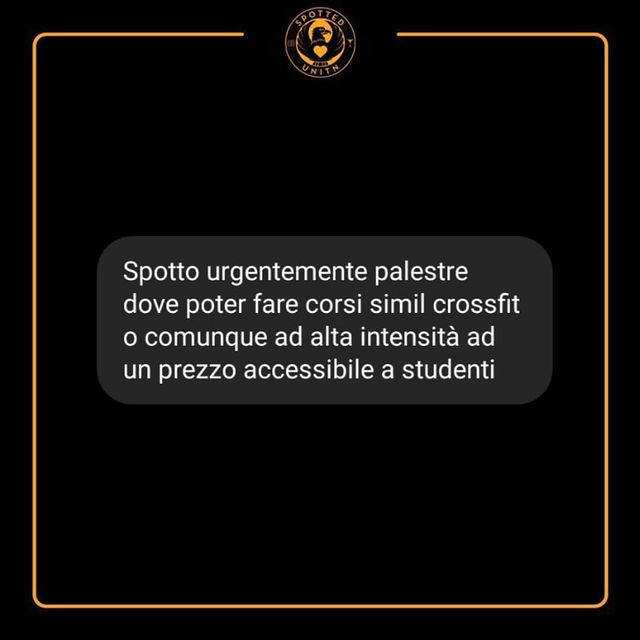 SPOTTED
UNITN
Spotto urgentemente palestre
dove poter fare corsi simil crossfit
o comunque ad alta intensità ad
un prezzo accessibile a studenti